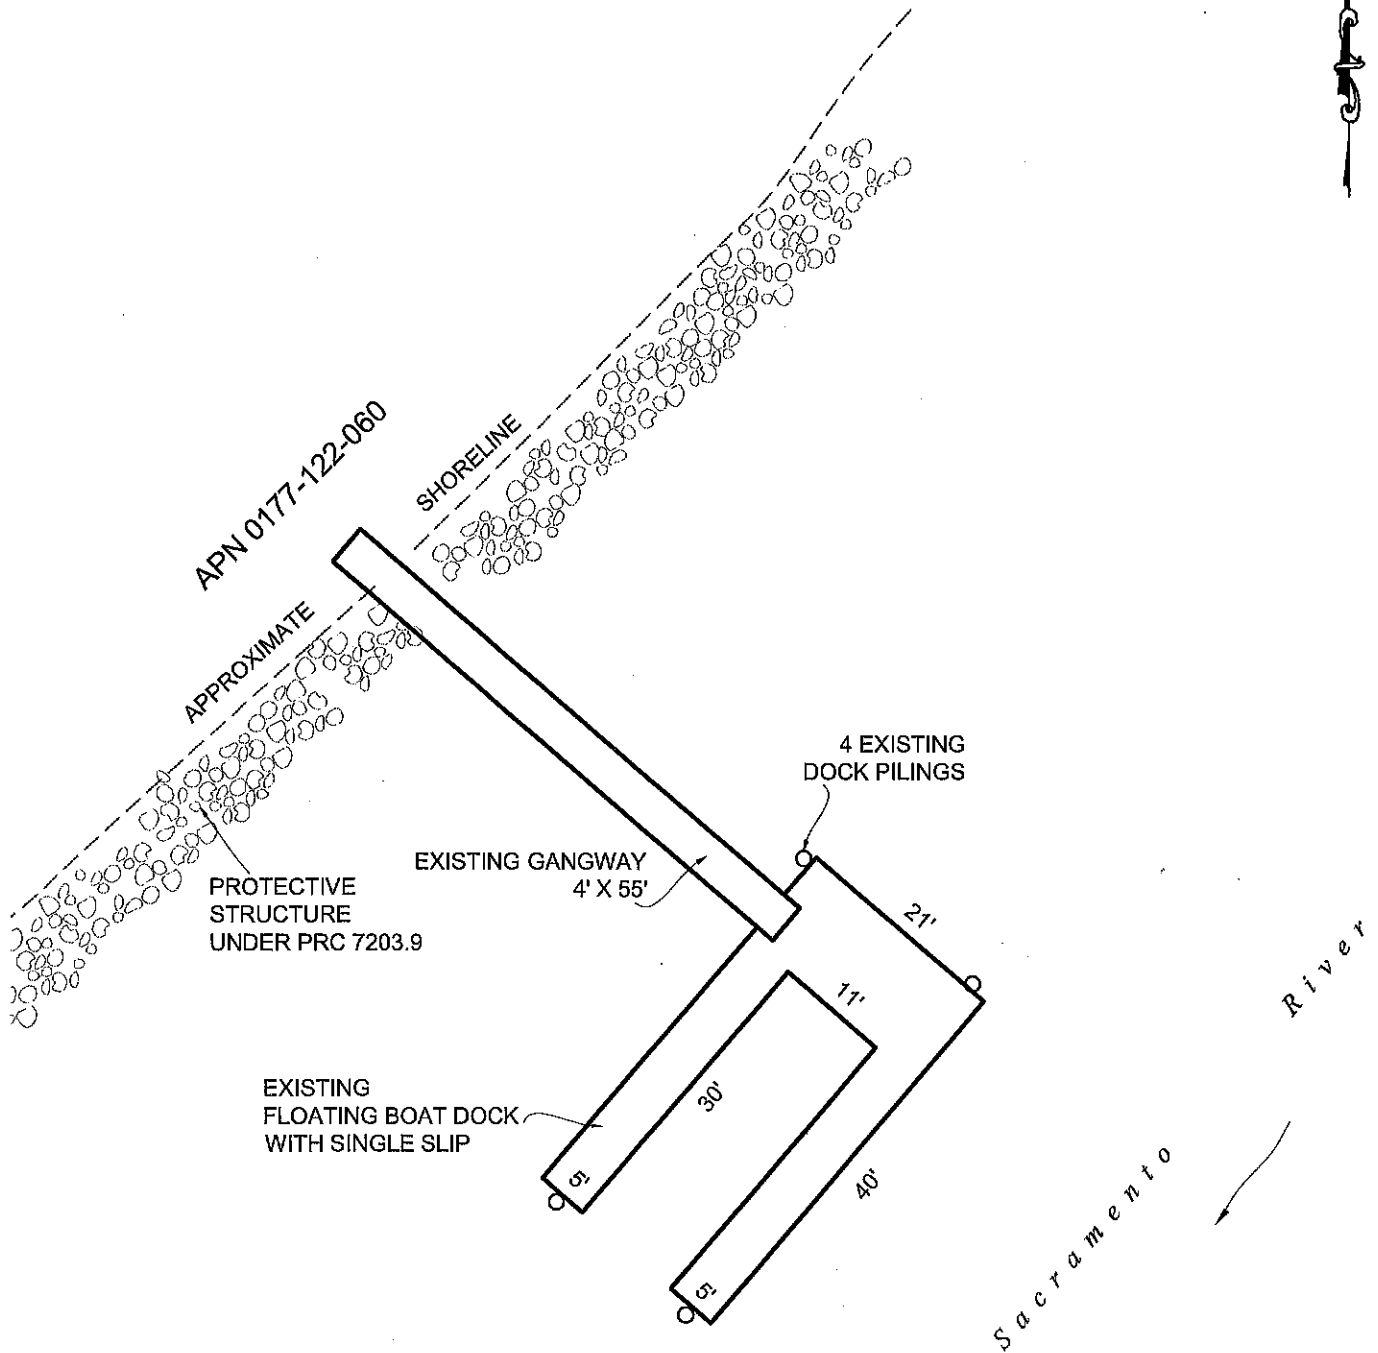 APN 0177-122-060
SHORELINE
APPROXIMATE
4 EXISTING
DOCK PILINGS
EXISTING GANGWAY
4' X 55'
PROTECTIVE
STRUCTURE
UNDER PRC 7203.9
21'
11'
River
EXISTING
FLOATING BOAT DOCK
WITH SINGLE SLIP
30'
40'
5'
5'
Sacramento